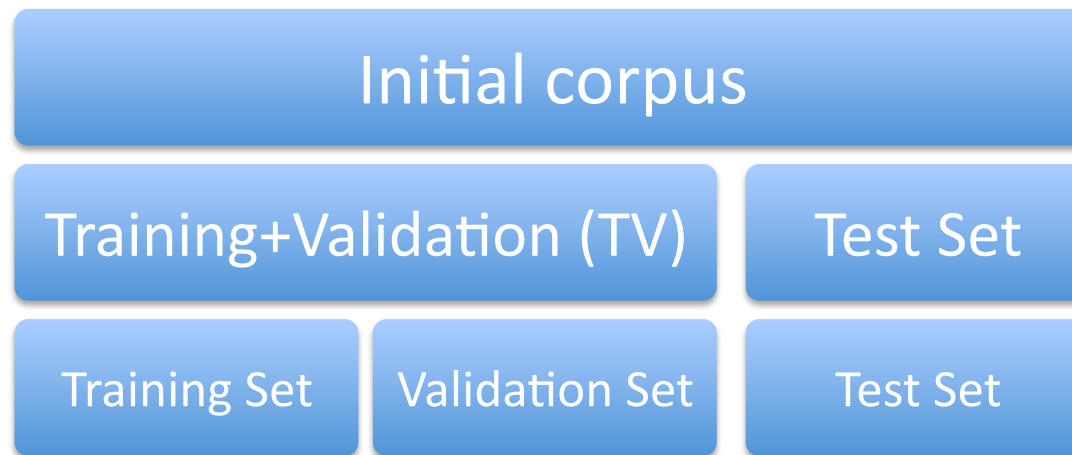 Initial corpus
Training+Validation (TV)
Test Set
Training Set
Validation Set
Test Set